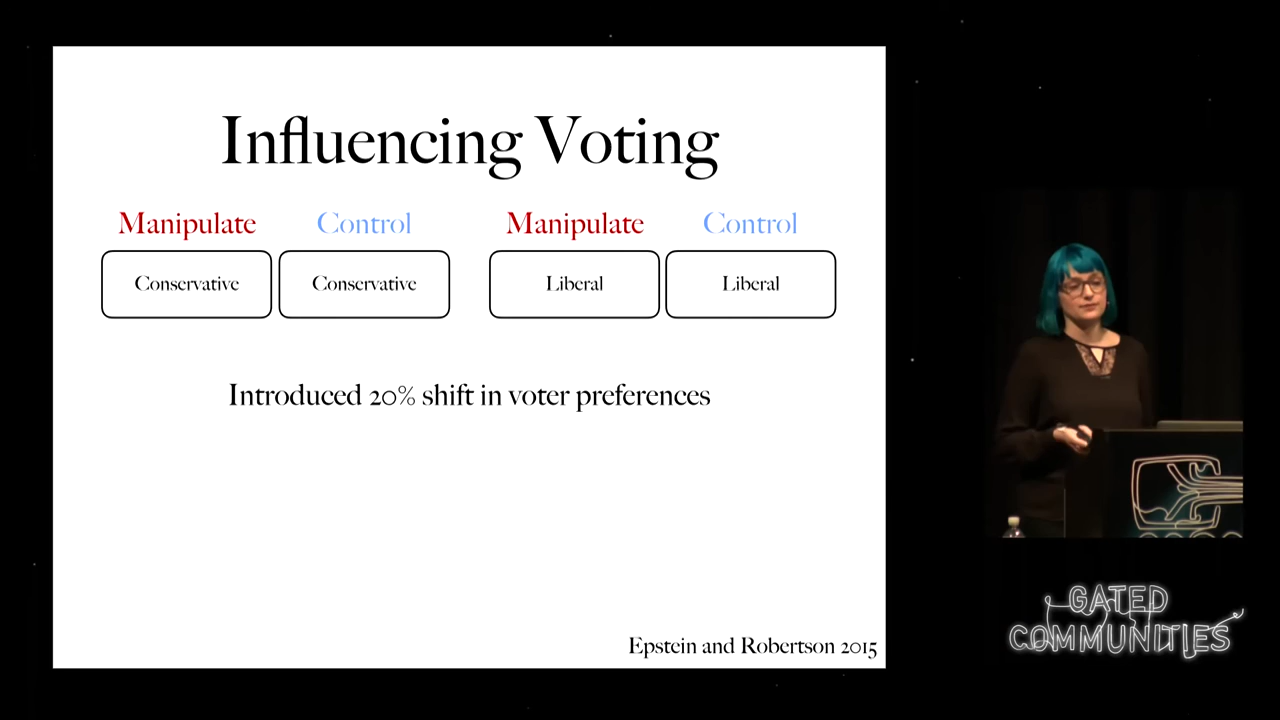 Influencing Voting
Manipulate Control Manipulate Control
Conservative Conservative Liberal Liberal
Introduced 20% shift in voter preferences
Epstein and Robertson 2015
GATED
COMMUNITIES